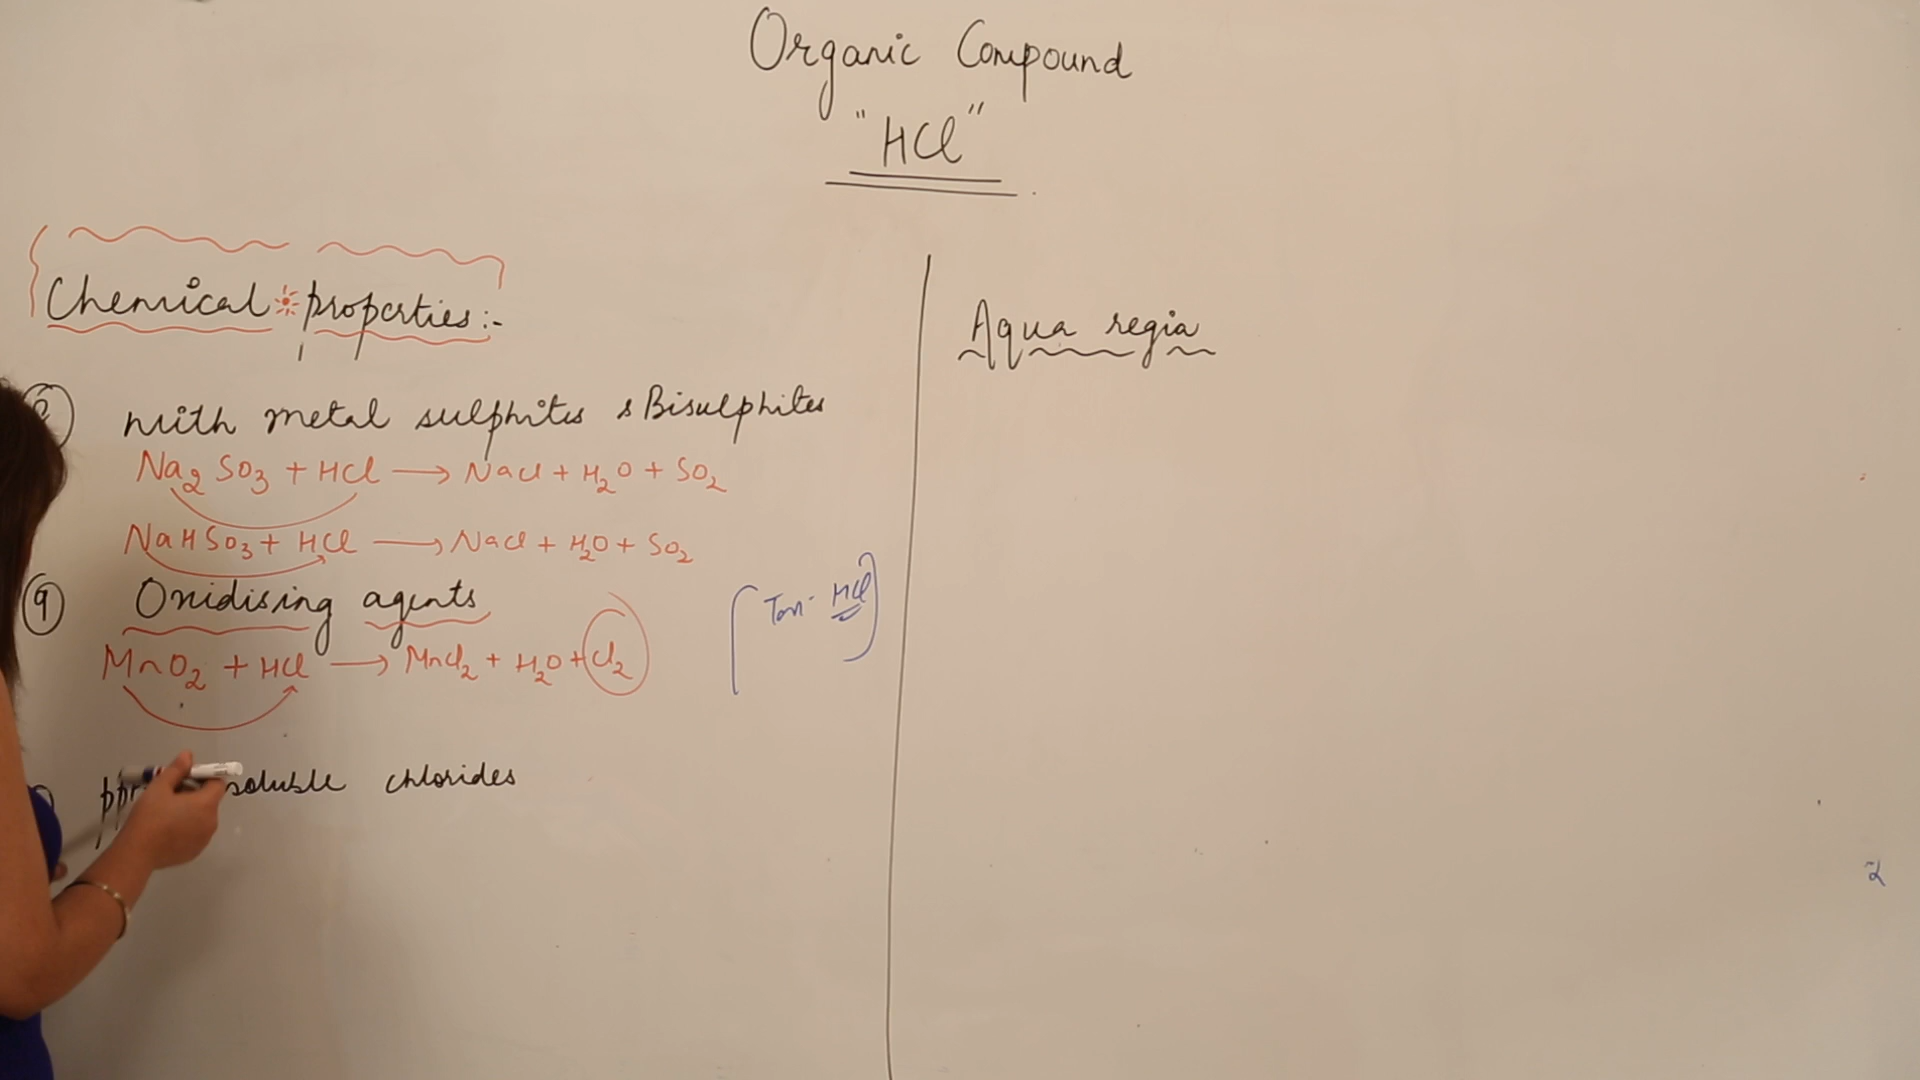 Organic Compound
"HCl"
Chemical properties:-
with metal sulphites & Bisulphites
Na2SO3 + HCl → NaCl + H2O + SO2
NaHSO3 + HCl → NaCl + H2O + SO2
9 Oxidising agents
MnO2 + HCl → MnCl2 + H2O + Cl2
HCl
soluble chlorides
Aqua regia
2